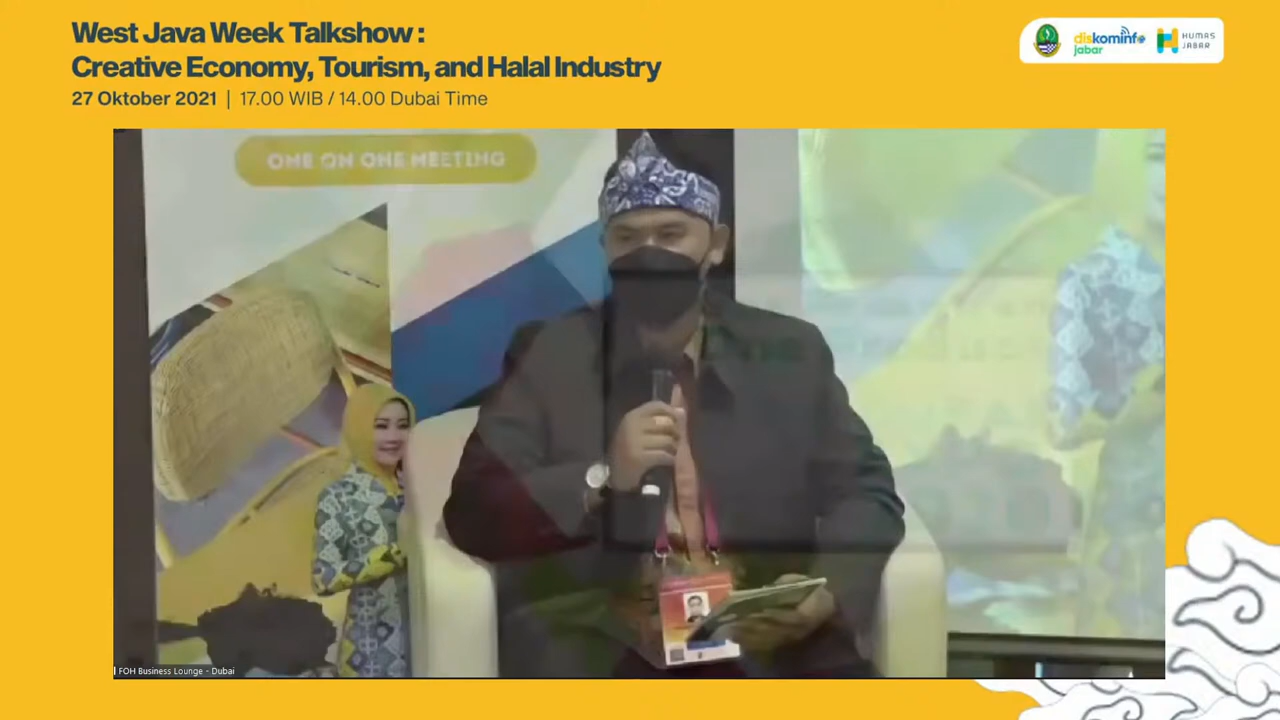 West Java Week Talkshow :
Creative Economy, Tourism, and Halal Industry
27 Oktober 2021 | 17.00 WIB / 14.00 Dubai Time
diskominfo
jabar
HUMAS
JABAR
ONE ON ONE MEETING
FOH Business Lounge - Dubai